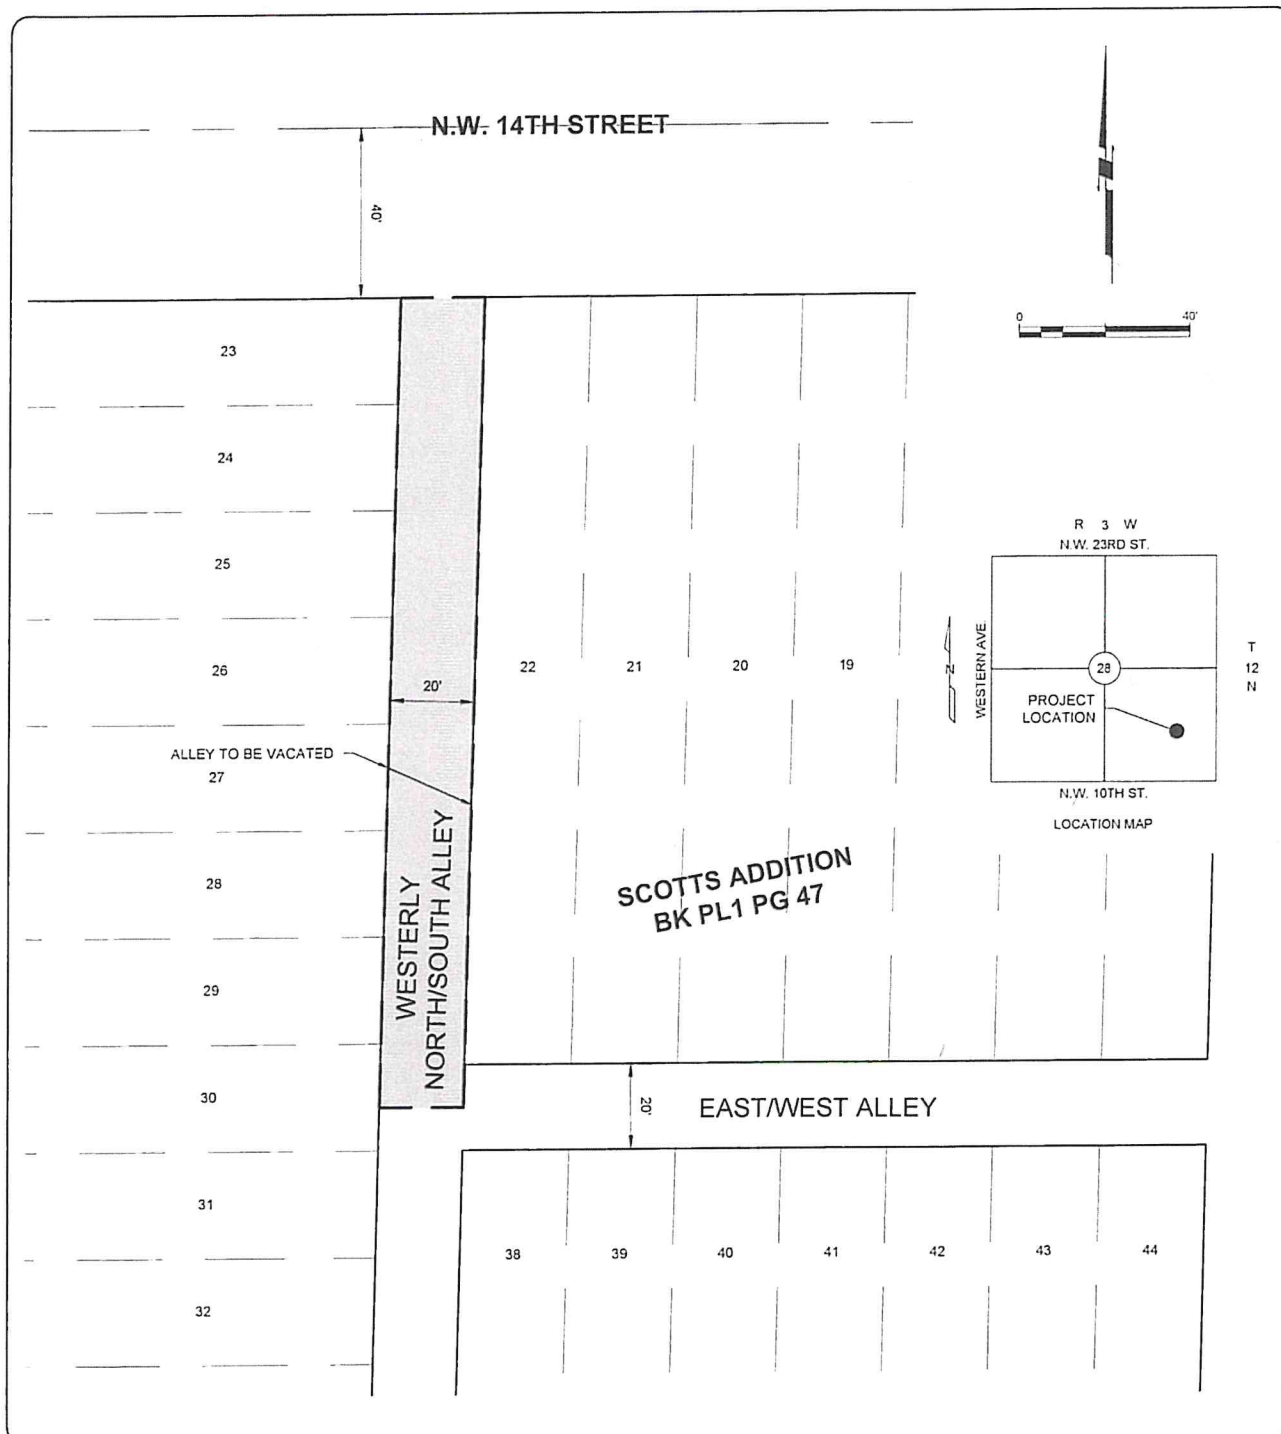 N.W. 14TH STREET
40'
0 40'
23
24
25
26
27
28
29
30
31
32
22 21 20 19
20'
ALLEY TO BE VACATED
WESTERLY
NORTH/SOUTH ALLEY
SCOTTS ADDITION
BK PL1 PG 47
R 3 W
N.W. 23RD ST.
WESTERN AVE.
N
28
T
12
N
PROJECT
LOCATION
N.W. 10TH ST.
LOCATION MAP
20'
EAST/WEST ALLEY
38 39 40 41 42 43 44